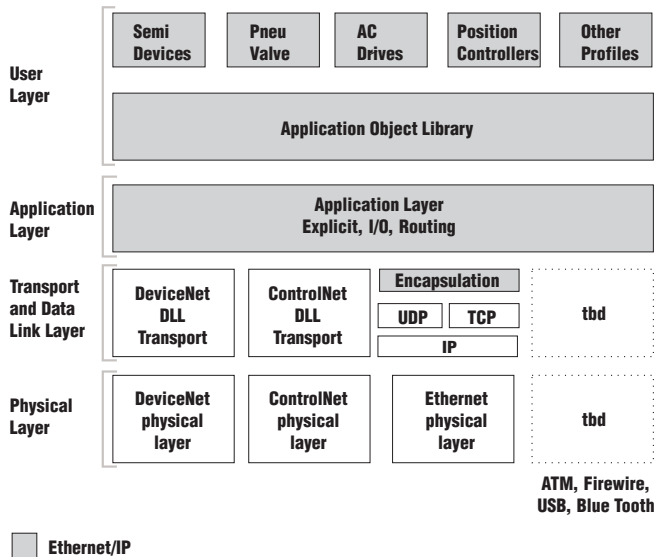 Semi
Devices
Pneu
Valve
AC
Drives
Position
Controllers
Other
Profiles
User
Layer
Application Object Library
Application
Layer
Application Layer
Explicit, I/O, Routing
Transport
and Data
Link Layer
DeviceNet
DLL
Transport
ControlNet
DLL
Transport
Encapsulation
UDP
TCP
IP
tbd
Physical
Layer
DeviceNet
physical
layer
ControlNet
physical
layer
Ethernet
physical
layer
tbd
ATM, Firewire,
USB, Blue Tooth
Ethernet/IP